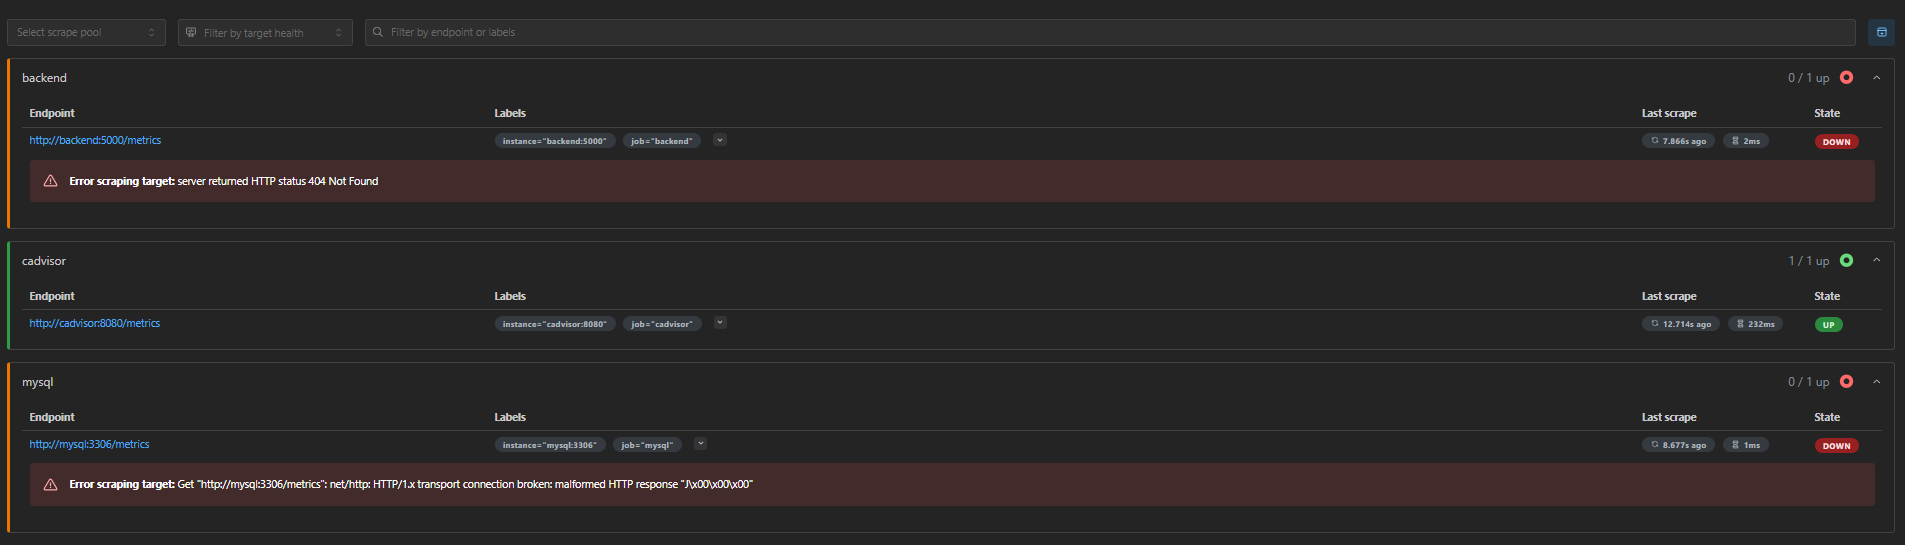 Select scrape pool Filter by target health Filter by endpoint or labels
backend 0 / 1 up
Endpoint Labels Last scrape State
http://backend:5000/metrics instance="backend:5000" job="backend" 7.866s ago 2ms DOWN
Error scraping target: server returned HTTP status 404 Not Found
cadvisor 1 / 1 up
Endpoint Labels Last scrape State
http://cadvisor:8080/metrics instance="cadvisor:8080" job="cadvisor" 12.714s ago 232ms UP
mysql 0 / 1 up
Endpoint Labels Last scrape State
http://mysql:3306/metrics instance="mysql:3306" job="mysql" 8.677s ago 1ms DOWN
Error scraping target: Get "http://mysql:3306/metrics": net/http: HTTP/1.x transport connection broken: malformed HTTP response "J\x00\x00\x00"